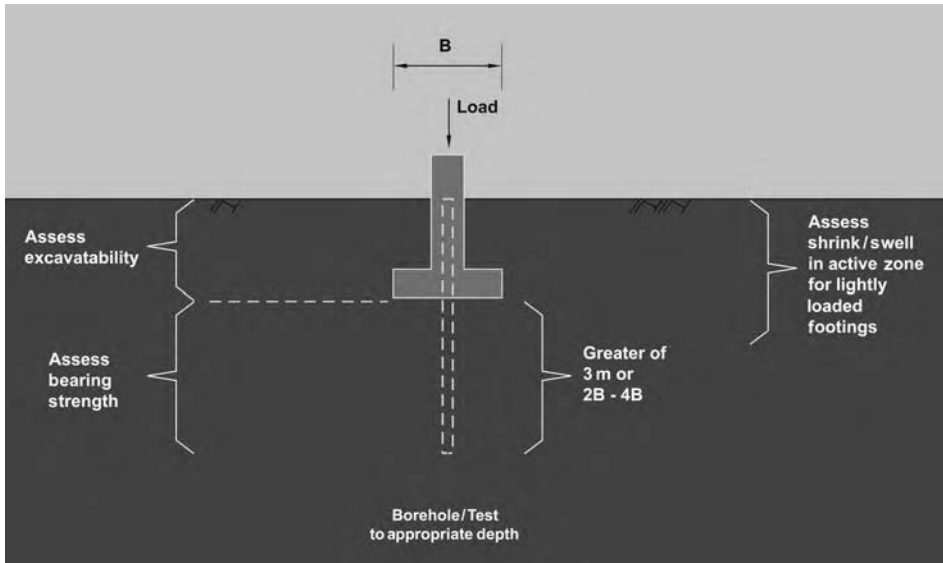 B
Load
Assess
excavatability
Assess
shrink/swell
in active zone
for lightly
loaded
footings
Assess
bearing
strength
Greater of
3 m or
2B - 4B
Borehole/Test
to appropriate depth